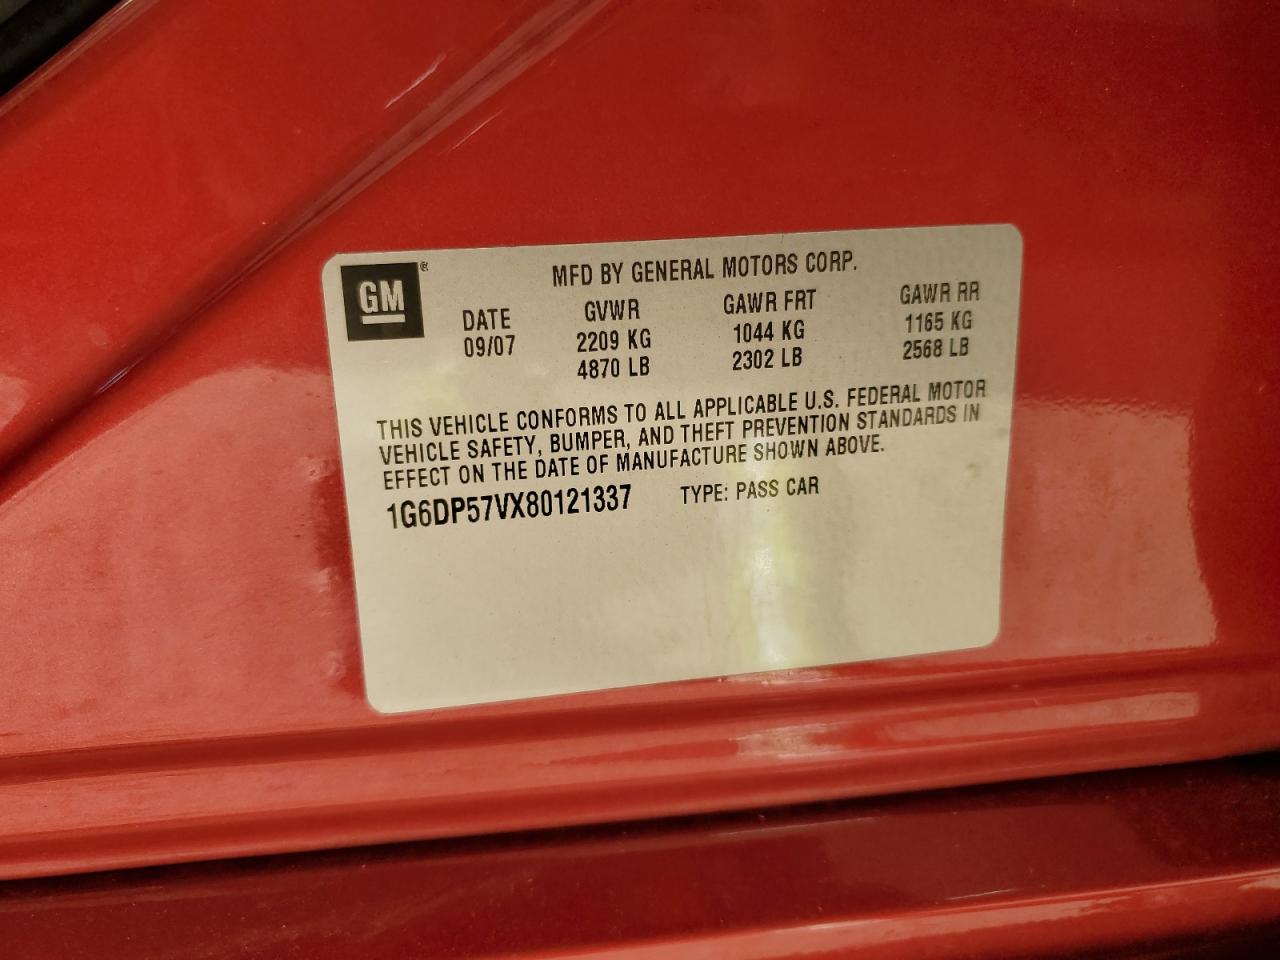 GM®
MFD BY GENERAL MOTORS CORP.
DATE GVWR GAWR FRT GAWR RR
09/07 2209 KG 1044 KG 1165 KG
4870 LB 2302 LB 2568 LB
THIS VEHICLE CONFORMS TO ALL APPLICABLE U.S. FEDERAL MOTOR
VEHICLE SAFETY, BUMPER, AND THEFT PREVENTION STANDARDS IN
EFFECT ON THE DATE OF MANUFACTURE SHOWN ABOVE.
1G6DP57VX80121337 TYPE: PASS CAR